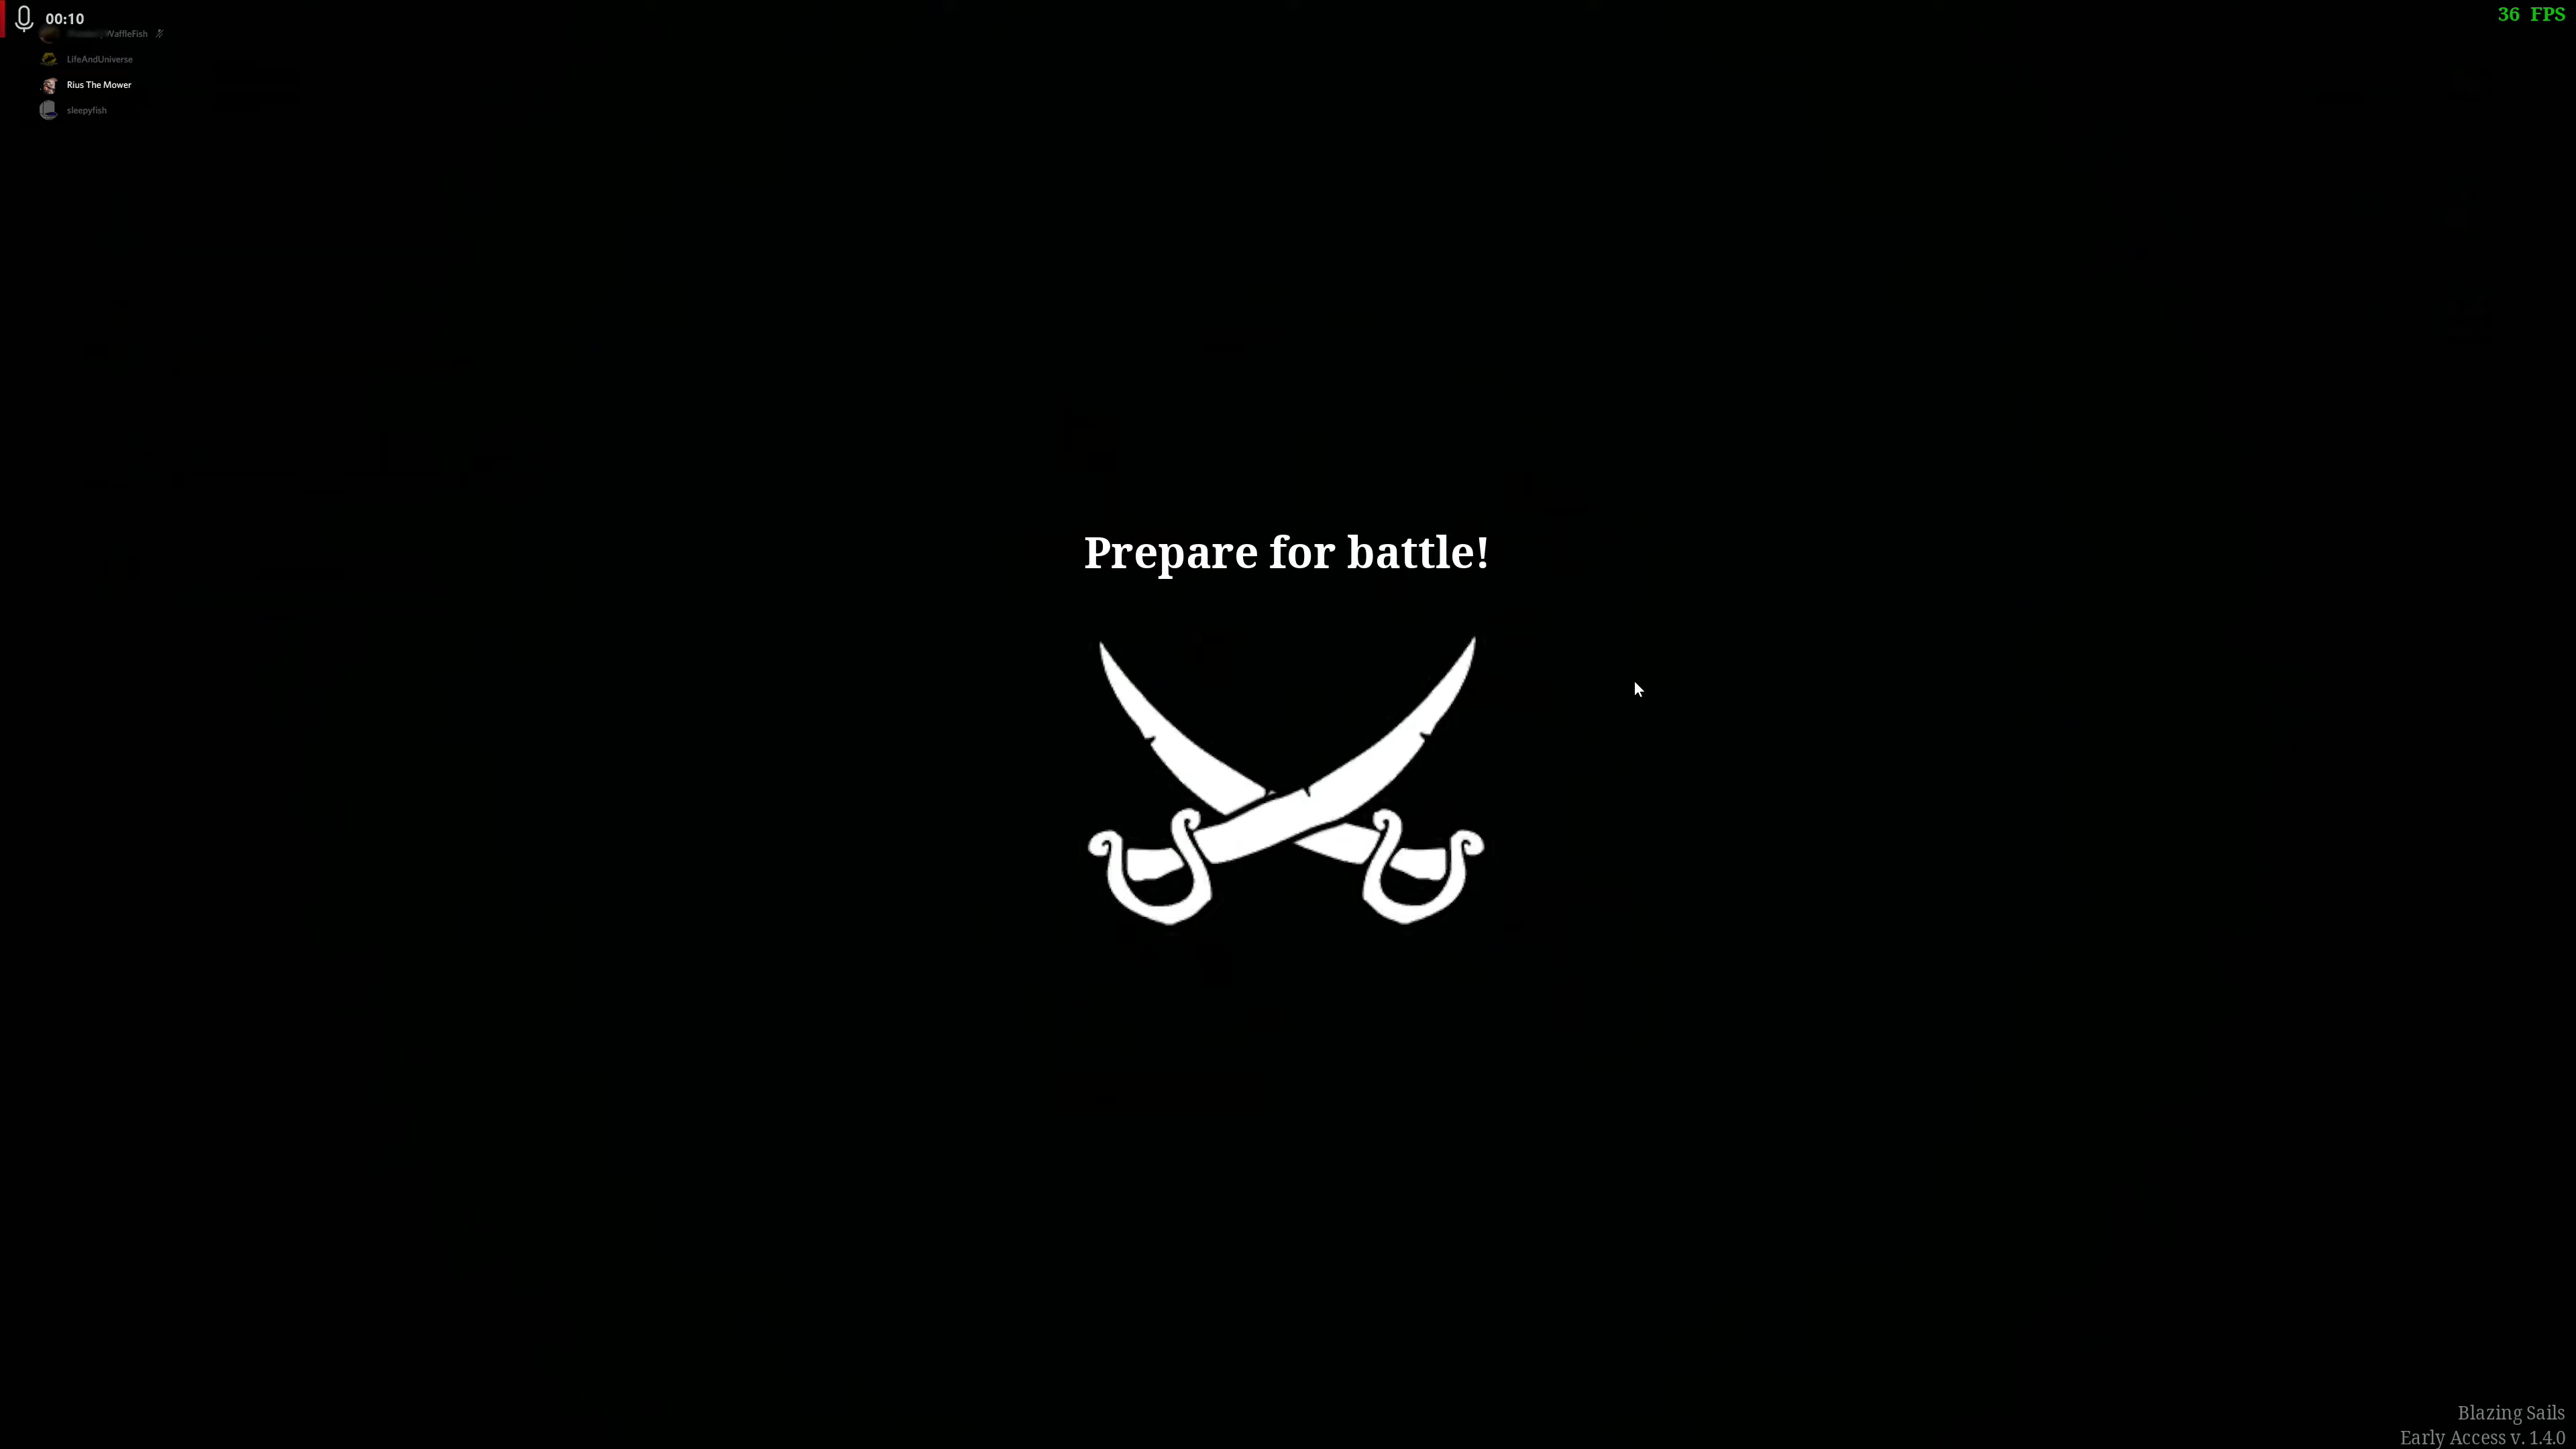 00:10
36 FPS
WaffleFish
LifeAndUniverse
Rius The Mower
sleepyfish
Prepare for battle!
Blazing Sails
Early Access v. 1.4.0